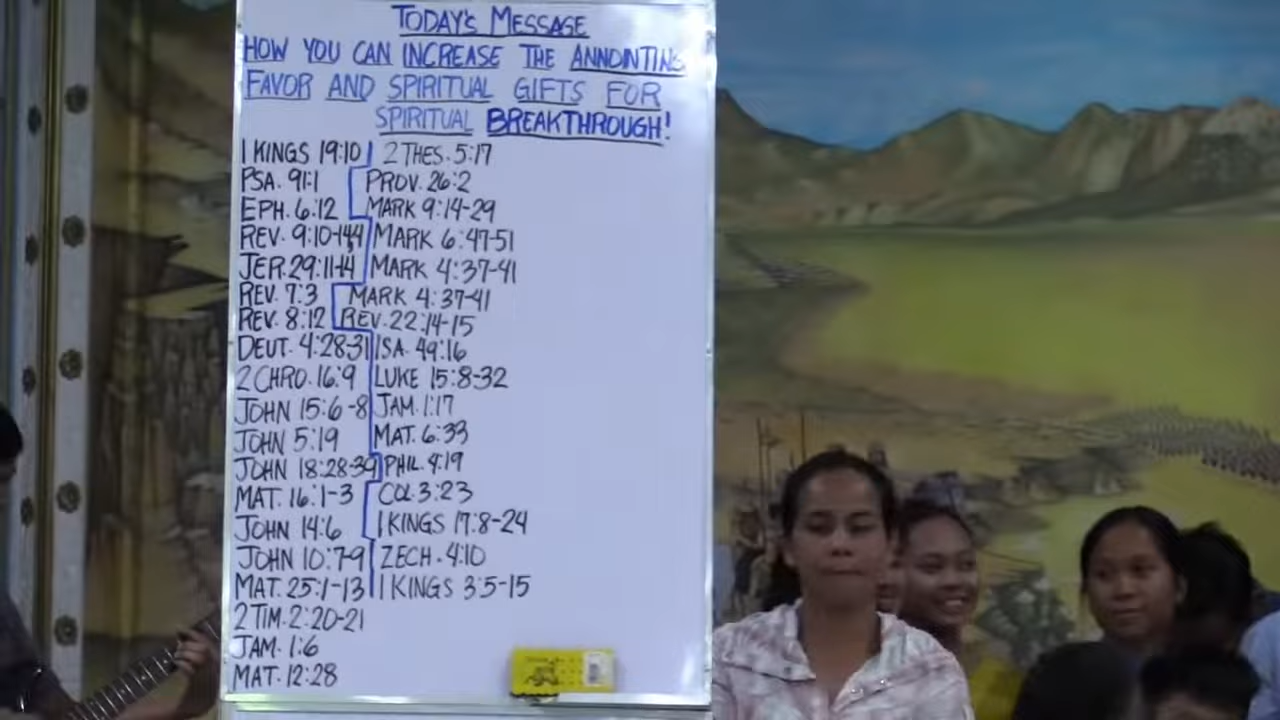 TODAY'S MESSAGE
HOW YOU CAN INCREASE THE ANNOINTING
FAVOR AND SPIRITUAL GIFTS FOR
SPIRITUAL BREAKTHROUGH!
1 KINGS 19:10
PSA. 91:1
EPH. 6:12
REV. 9:10-144
JER. 29:11-14
REV. 7:3
REV. 8:12
DEUT. 4:28-31
2 CHRO. 16:9
JOHN 15:6-8
JOHN 5:19
JOHN 18:28-39
MAT. 16:1-3
JOHN 14:6
JOHN 10:7-9
MAT. 25:1-13
2 TIM. 2:20-21
JAM. 1:6
MAT. 12:28
2 THES. 5:17
PROV. 26:2
MARK 9:14-29
MARK 6:47-51
MARK 4:37-41
MARK 4:37-41
REV. 22:14-15
ISA. 49:16
LUKE 15:8-32
JAM. 1:17
MAT. 6:33
PHIL. 4:19
COL. 3:23
1 KINGS 17:8-24
ZECH. 4:10
1 KINGS 3:5-15